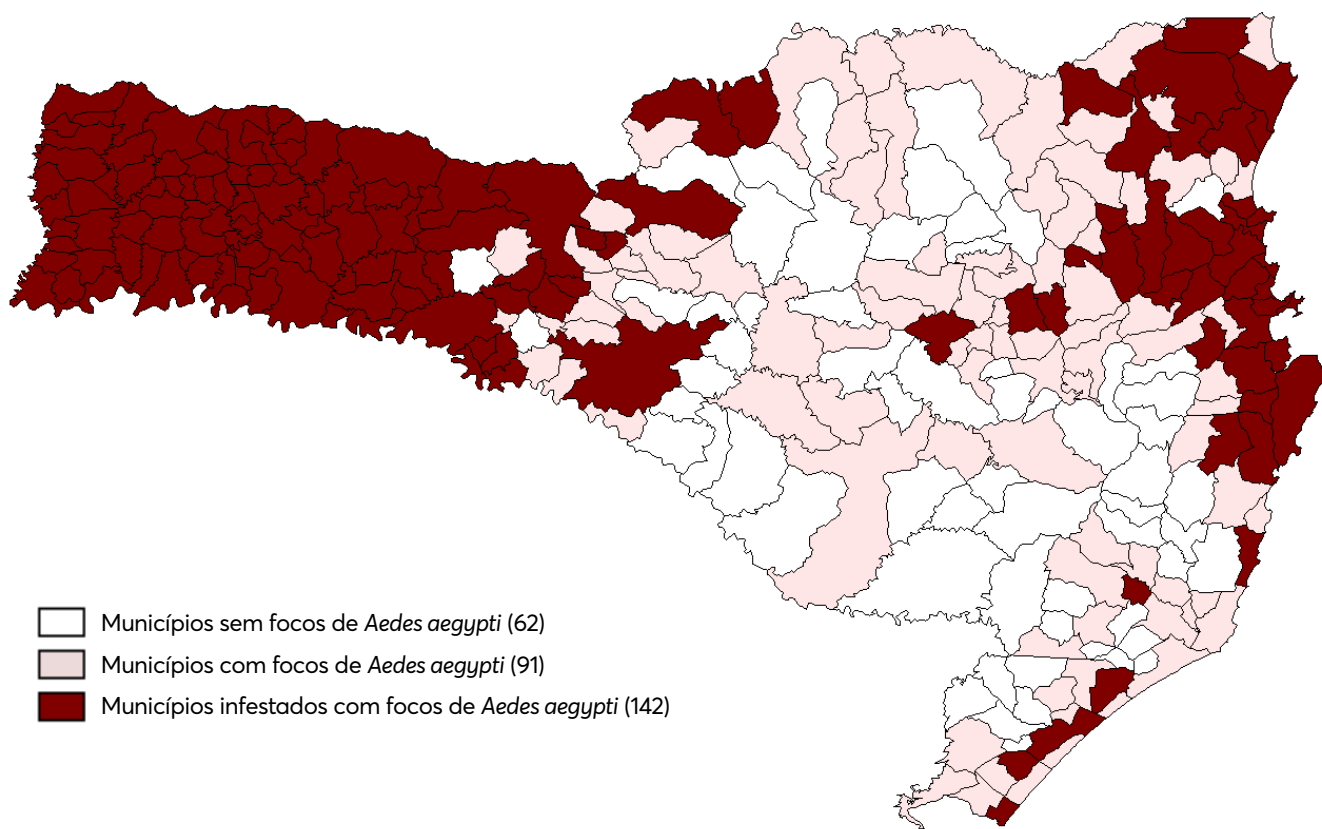 Municípios sem focos de Aedes aegypti (62)
Municípios com focos de Aedes aegypti (91)
Municípios infestados com focos de Aedes aegypti (142)